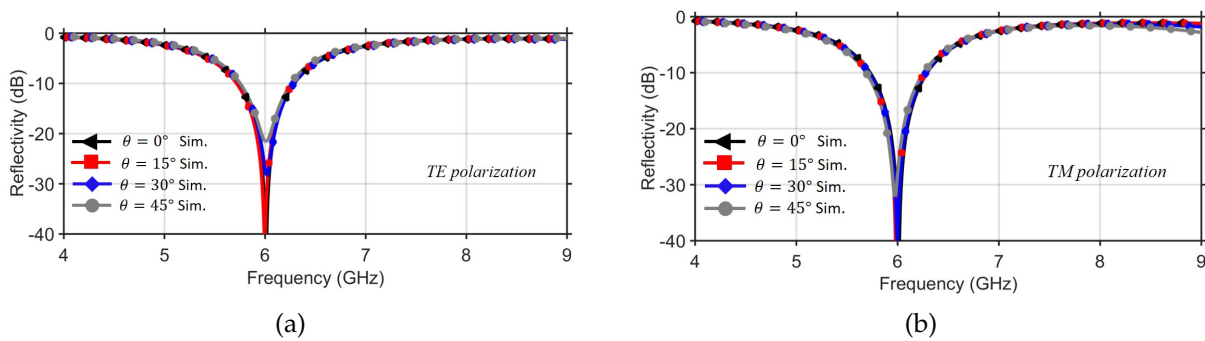 0
-10
-20
-30
-40
Reflectivity (dB)
θ = 0° Sim.
θ = 15° Sim.
θ = 30° Sim.
θ = 45° Sim.
TE polarization
4 5 6 7 8 9
Frequency (GHz)
(a)
0
-10
-20
-30
-40
Reflectivity (dB)
θ = 0° Sim.
θ = 15° Sim.
θ = 30° Sim.
θ = 45° Sim.
TM polarization
4 5 6 7 8 9
Frequency (GHz)
(b)